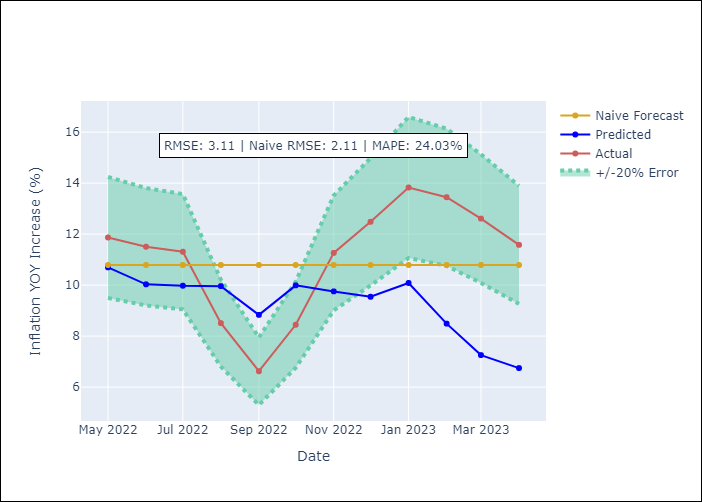 Naive Forecast
Predicted
Actual
+/-20% Error
RMSE: 3.11 | Naive RMSE: 2.11 | MAPE: 24.03%
Inflation YOY Increase (%)
16
14
12
10
8
6
May 2022
Jul 2022
Sep 2022
Nov 2022
Jan 2023
Mar 2023
Date